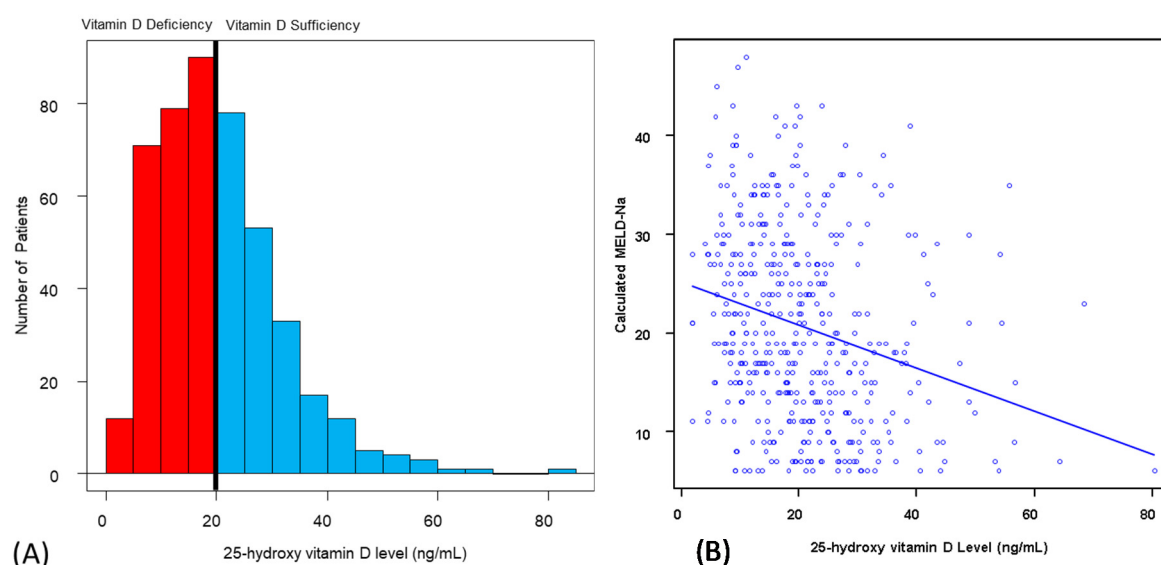 Vitamin D Deficiency
Vitamin D Sufficiency
Number of Patients
80
60
40
20
0
0 20 40 60 80
25-hydroxy vitamin D level (ng/mL)
(A)
Calculated MELD-Na
40
30
20
10
0 20 40 60 80
25-hydroxy vitamin D Level (ng/mL)
(B)